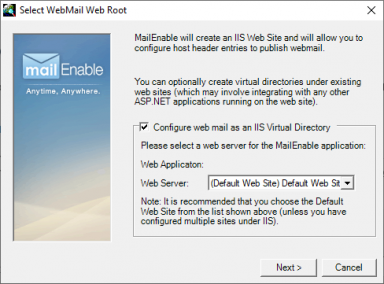 Select WebMail Web Root
mail Enable
Anytime, Anywhere.
MailEnable will create an IIS Web Site and will allow you to
configure host header entries to publish webmail.
You can optionally create virtual directories under existing
web sites (which may involve integrating with any other
ASP.NET applications running on the web site).
Configure web mail as an IIS Virtual Directory
Please select a web server for the MailEnable application:
Web Applicaton:
Web Server:
(Default Web Site) Default Web Sit
Note: It is recommended that you choose the Default
Web Site from the list shown above (unless you have
configured multiple sites under IIS).
Next >
Cancel